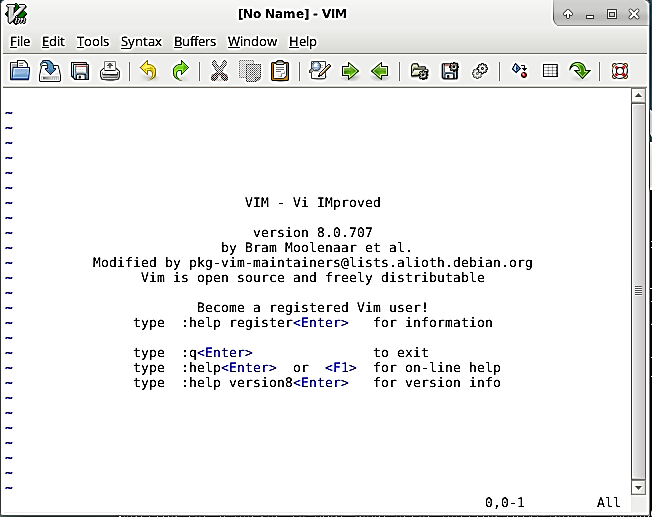 [No Name] - VIM
File Edit Tools Syntax Buffers Window Help
~
~
~
~
~
~
~ VIM - Vi IMproved
~
~ version 8.0.707
~ by Bram Moolenaar et al.
~ Modified by pkg-vim-maintainers@lists.alioth.debian.org
~ Vim is open source and freely distributable
~
~ Become a registered Vim user!
~ type :help register<Enter> for information
~
~ type :q<Enter> to exit
~ type :help<Enter> or <F1> for on-line help
~ type :help version8<Enter> for version info
~
~
~
~
~
~
~
0,0-1 All